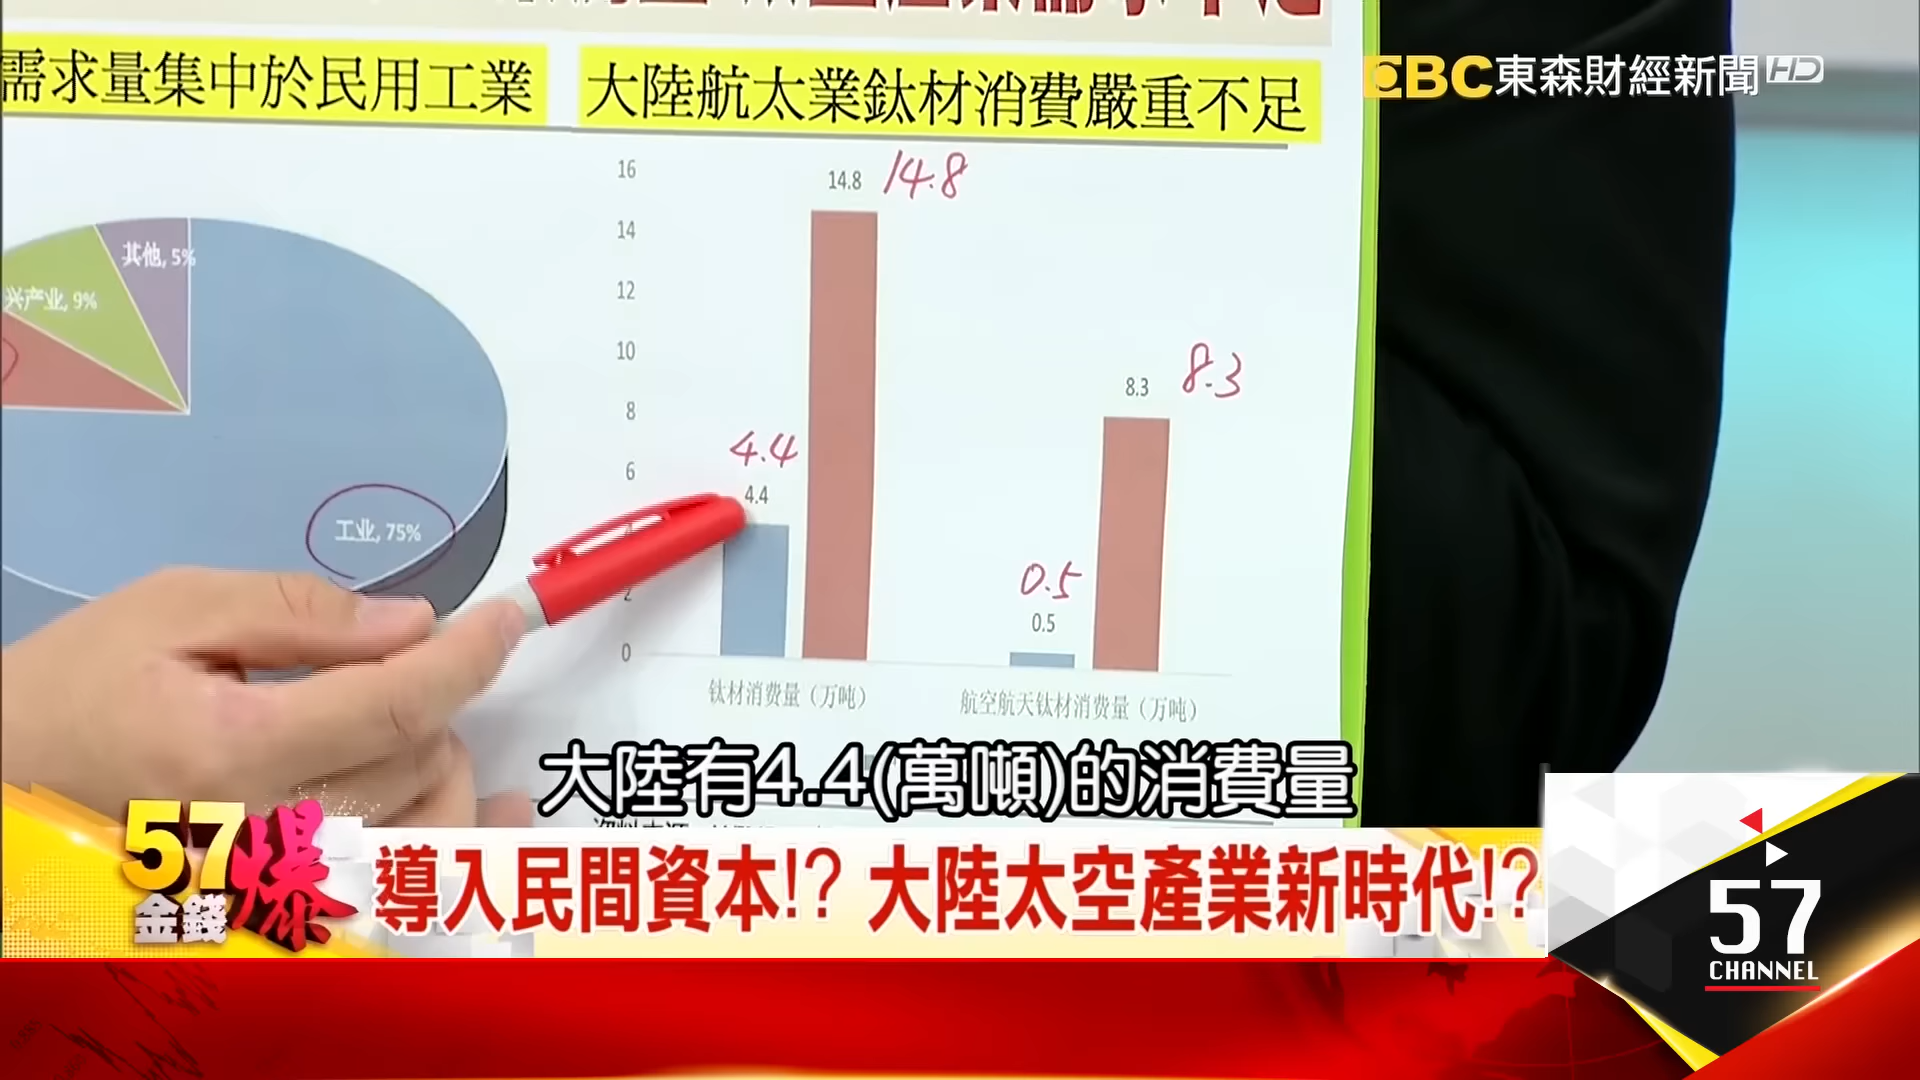 需求量集中於民用工業
大陸航太業鈦材消費嚴重不足
EBC東森財經新聞HD
其他, 5%
兴产业, 9%
工业, 75%
16
14
12
10
8
6
2
0
14.8
14.8
4.4
4.4
8.3
8.3
0.5
0.5
钛材消费量（万吨）
航空航天钛材消费量（万吨）
大陸有4.4(萬噸)的消費量
57
金錢
爆
導入民間資本!? 大陸太空產業新時代!?
57
CHANNEL